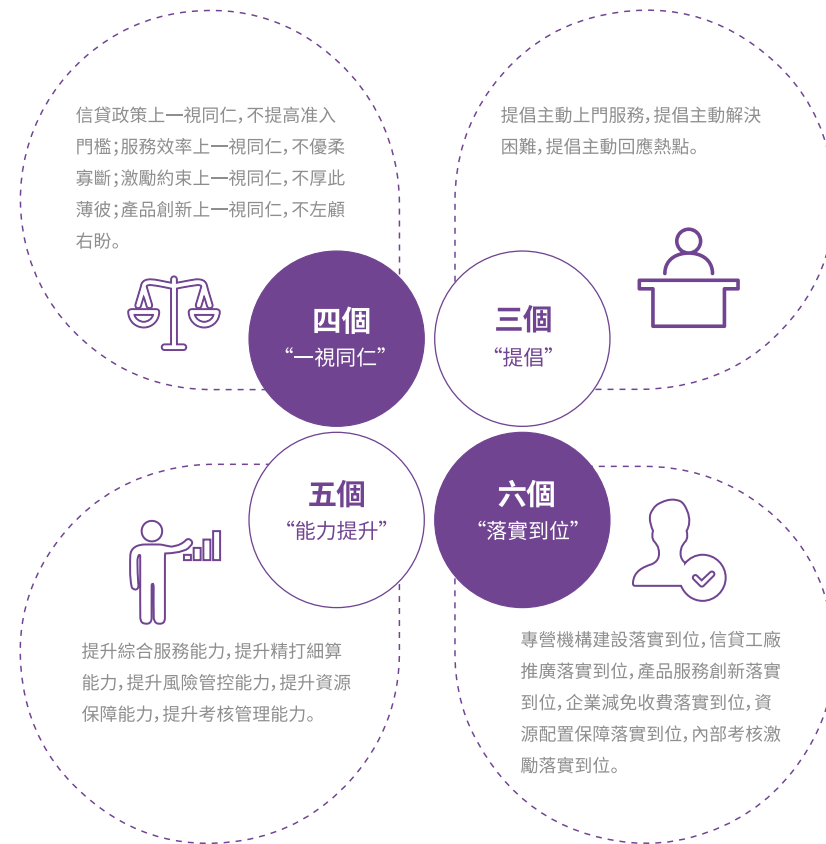 信貸政策上一視同仁，不提高准入
門檻；服務效率上一視同仁，不優柔
寡斷；激勵約束上一視同仁，不厚此
薄彼；產品創新上一視同仁，不左顧
右盼。
提倡主動上門服務，提倡主動解決
困難，提倡主動回應熱點。
四個
“一視同仁”
三個
“提倡”
五個
“能力提升”
六個
“落實到位”
提升綜合服務能力，提升精打細算
能力，提升風險管控能力，提升資源
保障能力，提升考核管理能力。
專營機構建設落實到位，信貸工廠
推廣落實到位，產品服務創新落實
到位，企業減免收費落實到位，資
源配置保障落實到位，內部考核激
勵落實到位。